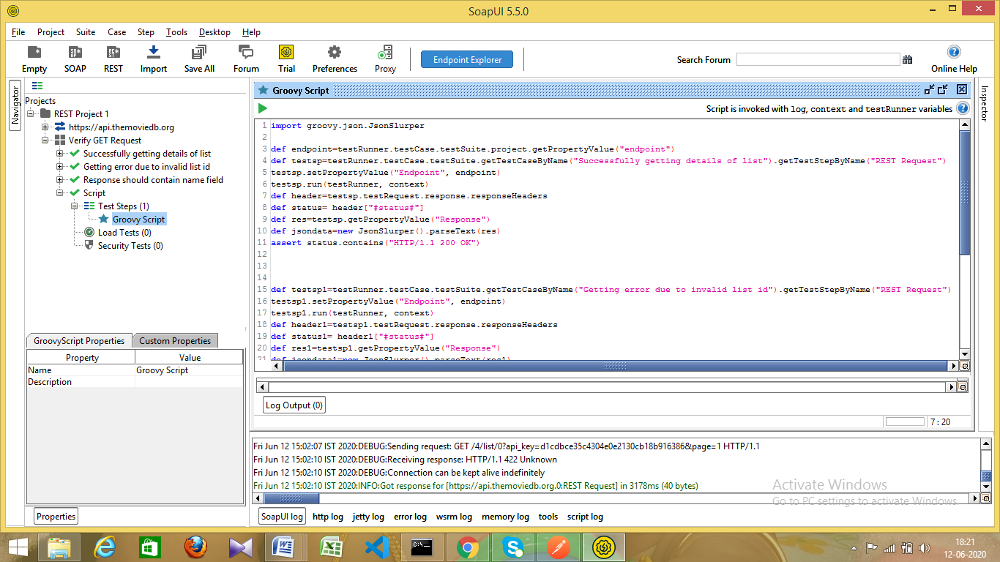 SoapUI 5.5.0
File Project Suite Case Step Tools Desktop Help
Empty SOAP REST Import Save All Forum Trial Preferences Proxy Endpoint Explorer Search Forum Online Help
Navigator
Projects
REST Project 1
https://api.themoviedb.org
Verify GET Request
Successfully getting details of list
Getting error due to invalid list id
Response should contain name field
Script
Test Steps (1)
Groovy Script
Load Tests (0)
Security Tests (0)
GroovyScript Properties Custom Properties
Property Value
Name Groovy Script
Description
Properties
Groovy Script
Script is invoked with log, context and testRunner variables
1 import groovy.json.JsonSlurper
2
3 def endpoint=testRunner.testCase.testSuite.project.getPropertyValue("endpoint")
4 def testsp=testRunner.testCase.testSuite.getTestCaseByName("Successfully getting details of list").getTestStepByName("REST Request")
5 testsp.setPropertyValue("Endpoint", endpoint)
6 testsp.run(testRunner, context)
7 def header=testsp.testRequest.response.responseHeaders
8 def status= header["#status#"]
9 def res=testsp.getPropertyValue("Response")
10 def jsondata=new JsonSlurper().parseText(res)
11 assert status.contains("HTTP/1.1 200 OK")
12
13
14
15 def testsp1=testRunner.testCase.testSuite.getTestCaseByName("Getting error due to invalid list id").getTestStepByName("REST Request")
16 testsp1.setPropertyValue("Endpoint", endpoint)
17 testsp1.run(testRunner, context)
18 def header1=testsp1.testRequest.response.responseHeaders
19 def status1= header1["#status#"]
20 def res1=testsp1.getPropertyValue("Response")
21 def jsondata1=new JsonSlurper().parseText(res1)
Log Output (0)
7 : 20
Inspector
Fri Jun 12 15:02:07 IST 2020:DEBUG:Sending request: GET /4/list/0?api_key=d1cdbce35c4304e0e2130cb18b916386&page=1 HTTP/1.1
Fri Jun 12 15:02:10 IST 2020:DEBUG:Receiving response: HTTP/1.1 422 Unknown
Fri Jun 12 15:02:10 IST 2020:DEBUG:Connection can be kept alive indefinitely
Fri Jun 12 15:02:10 IST 2020:INFO:Got response for [https://api.themoviedb.org.0:REST Request] in 3178ms (40 bytes)
Activate Windows
Go to PC settings to activate Windows.
SoapUI log http log jetty log error log wsrm log memory log tools script log
18:21
12-06-2020